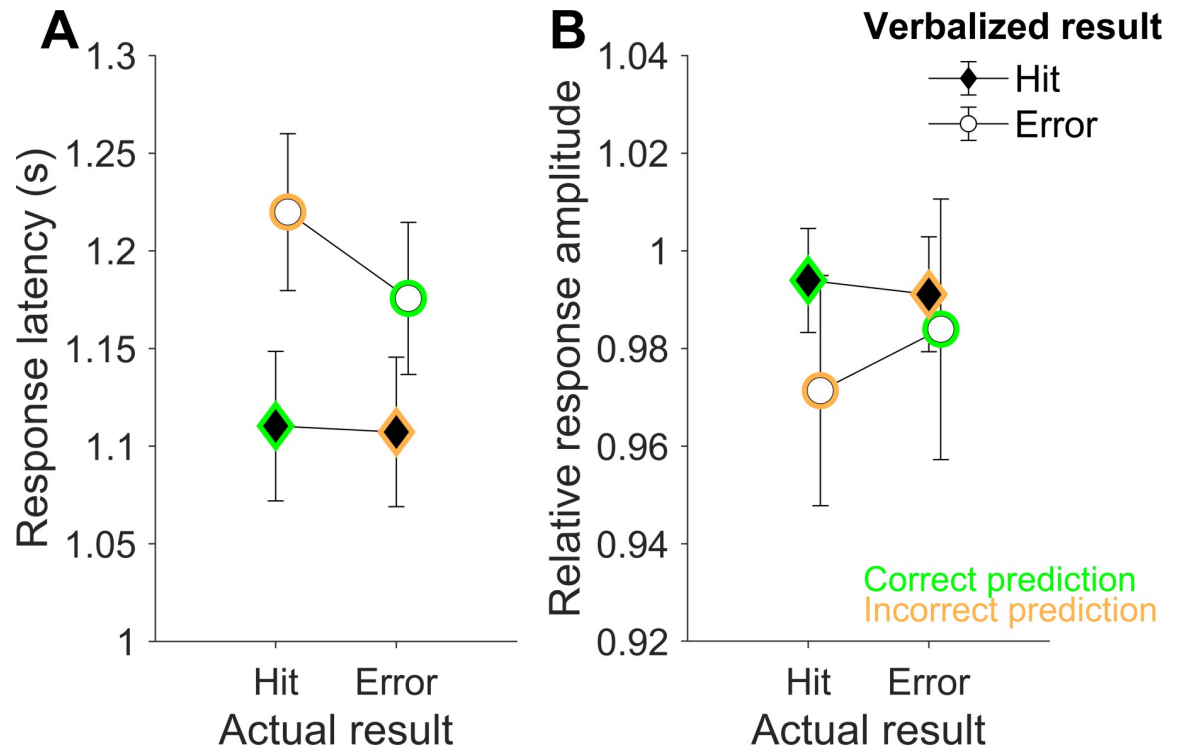 A
1.3
1.25
1.2
1.15
1.1
1.05
1
Response latency (s)
Hit Error
Actual result
B
1.04
1.02
1
0.98
0.96
0.94
0.92
Relative response amplitude
Hit Error
Actual result
Verbalized result
Hit
Error
Correct prediction
Incorrect prediction